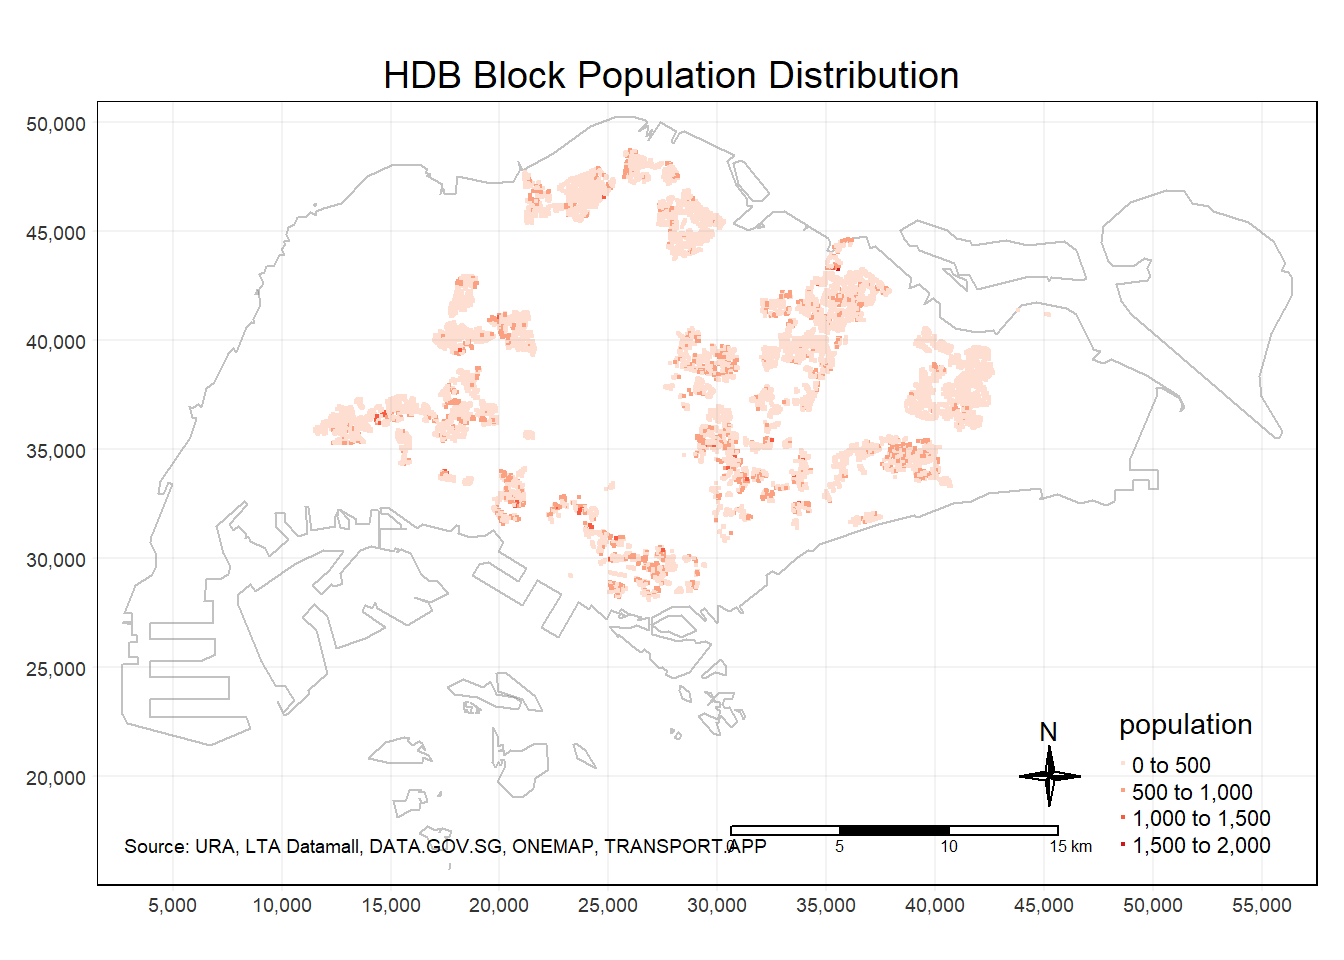 HDB Block Population Distribution
50,000
45,000
40,000
35,000
30,000
25,000
20,000
N
population
0 to 500
500 to 1,000
1,000 to 1,500
1,500 to 2,000
Source: URA, LTA Datamall, DATA.GOV.SG, ONEMAP, TRANSPORT.APP
0 5 10 15 km
5,000 10,000 15,000 20,000 25,000 30,000 35,000 40,000 45,000 50,000 55,000